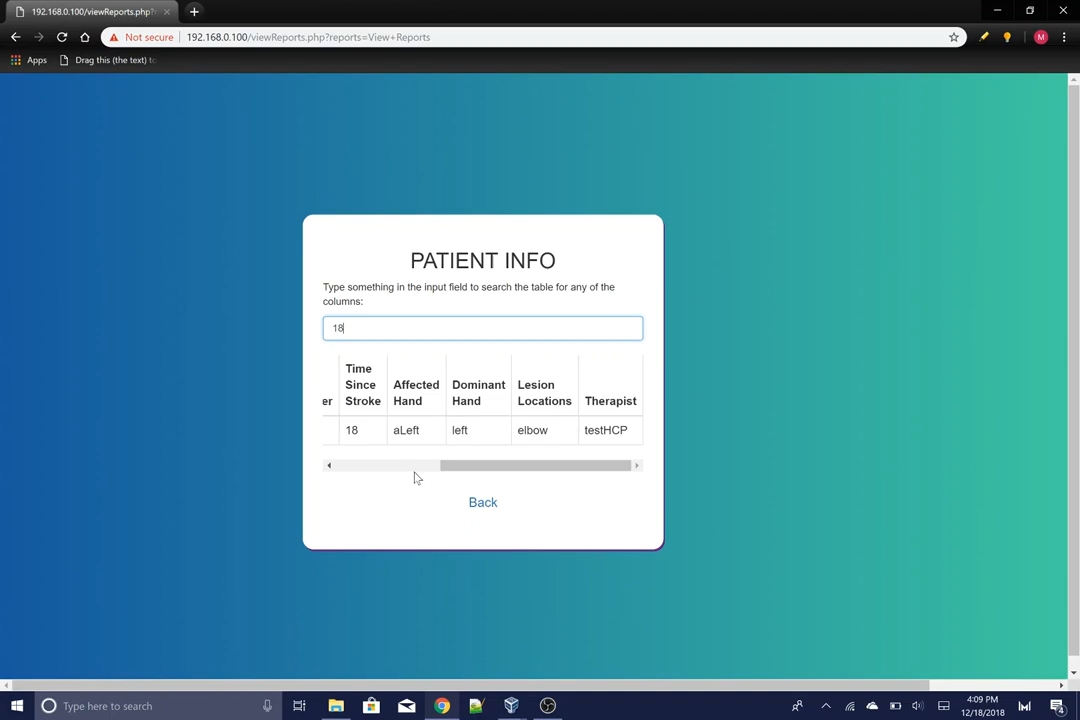 192.168.0.100/viewReports.php?r
Not secure
192.168.0.100/viewReports.php?reports=View+Reports
M
Apps
Drag this (the text) to
PATIENT INFO
Type something in the input field to search the table for any of the
columns:
18
er
Time
Since
Stroke
Affected
Hand
Dominant
Hand
Lesion
Locations
Therapist
18
aLeft
left
elbow
testHCP
Back
Type here to search
4:09 PM
12/18/2018
4